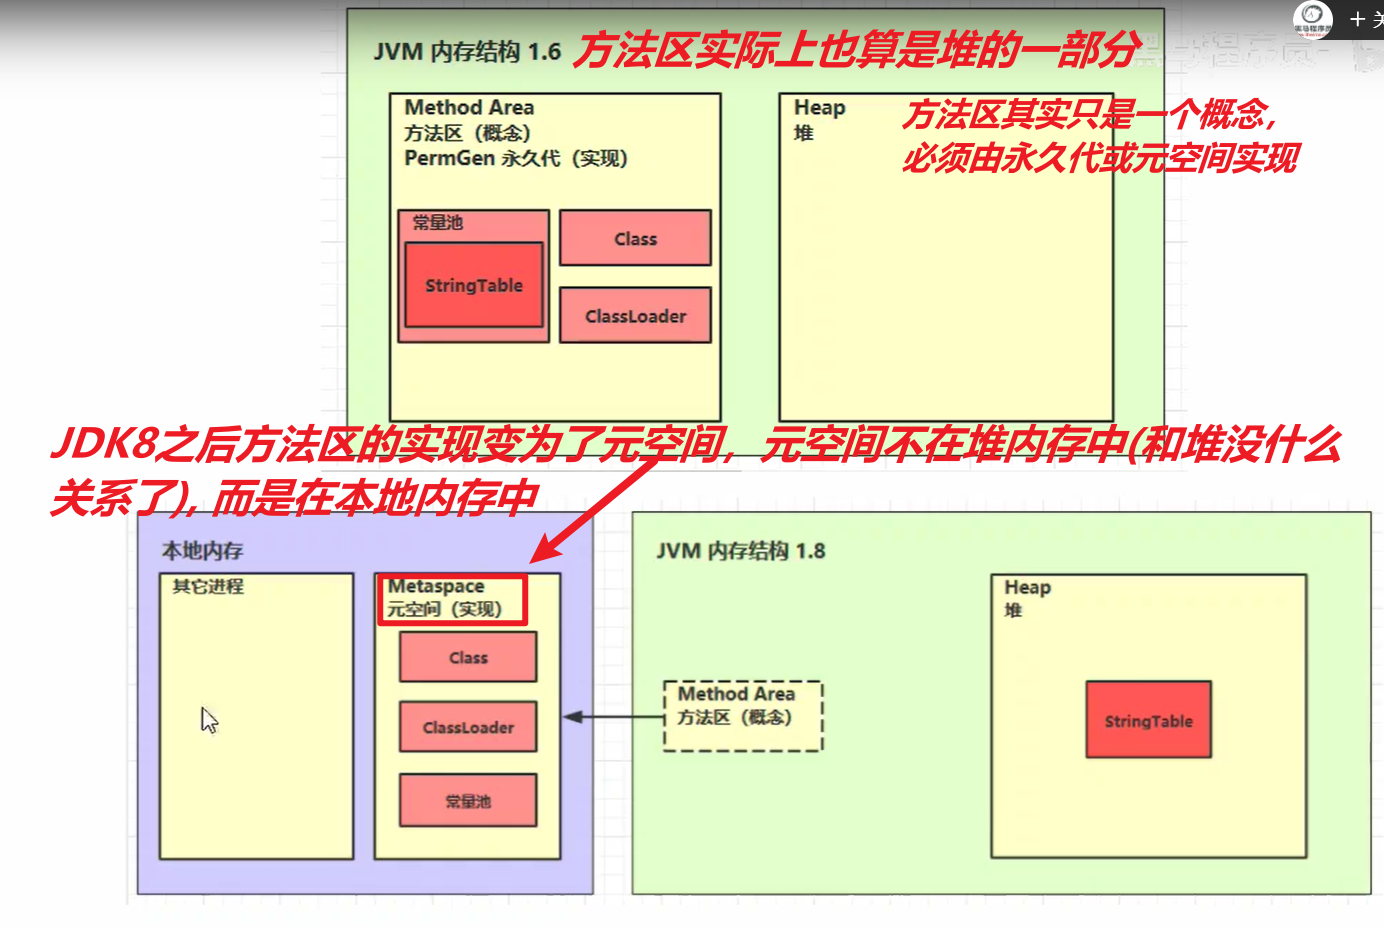 + 关
JVM 内存结构 1.6
方法区实际上也算是堆的一部分
Method Area
方法区（概念）
PermGen 永久代（实现）
常量池
StringTable
Class
ClassLoader
Heap
堆
方法区其实只是一个概念，
必须由永久代或元空间实现
JDK8之后方法区的实现变为了元空间，元空间不在堆内存中(和堆没什么
关系了)，而是在本地内存中
本地内存
其它进程
Metaspace
元空间（实现）
Class
ClassLoader
常量池
JVM 内存结构 1.8
Method Area
方法区（概念）
Heap
堆
StringTable